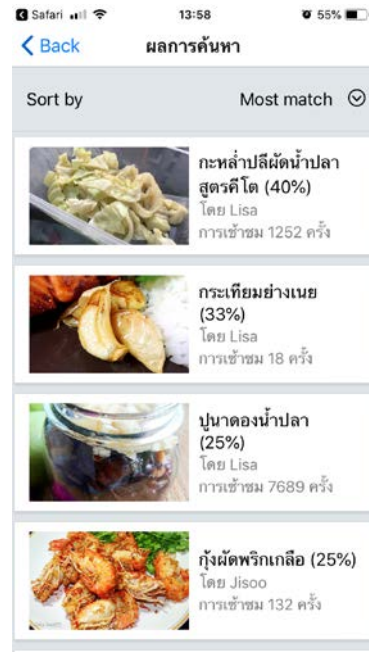 Safari 13:58 55%
Back ผลการค้นหา
Sort by Most match
กะหล่ำปลีผัดน้ำปลา
สูตรคีโต (40%)
โดย Lisa
การเข้าชม 1252 ครั้ง
กระเทียมย่างเนย
(33%)
โดย Lisa
การเข้าชม 18 ครั้ง
ปูนาดองน้ำปลา
(25%)
โดย Lisa
การเข้าชม 7689 ครั้ง
กุ้งผัดพริกเกลือ (25%)
โดย Jisoo
การเข้าชม 132 ครั้ง